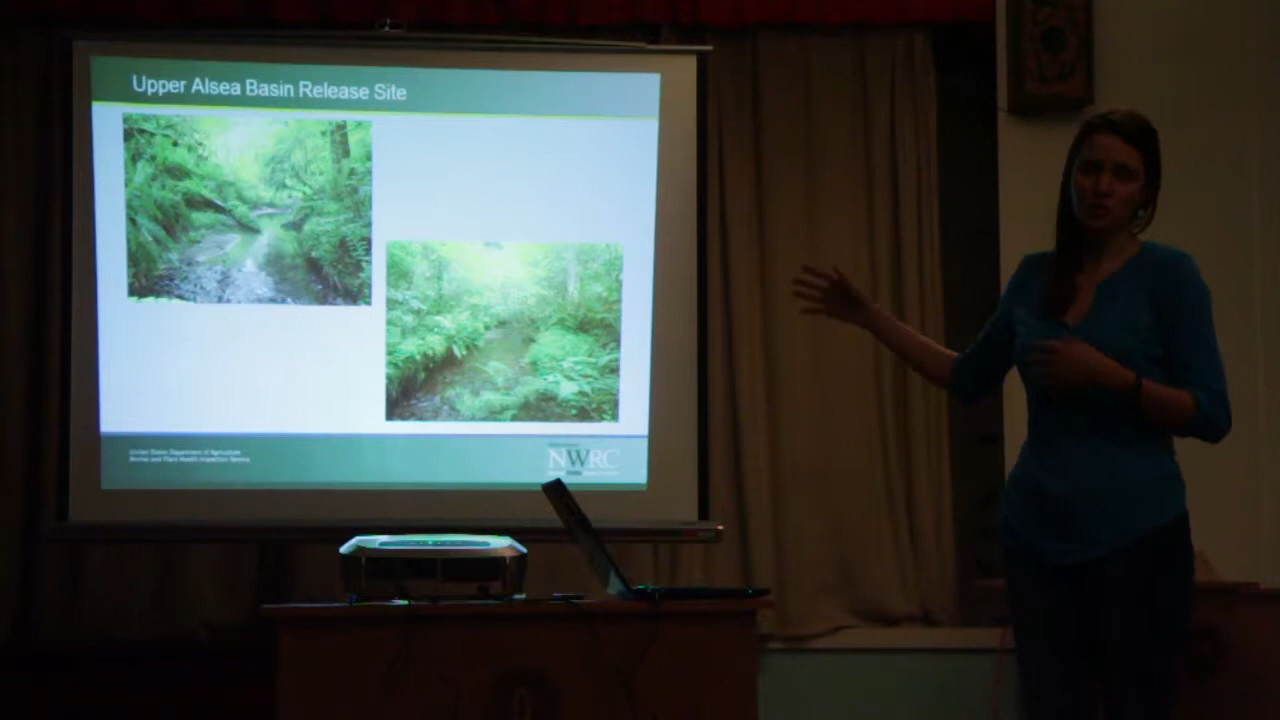 Upper Alsea Basin Release Site
United States Department of Agriculture
Animal and Plant Health Inspection Service
NWRC